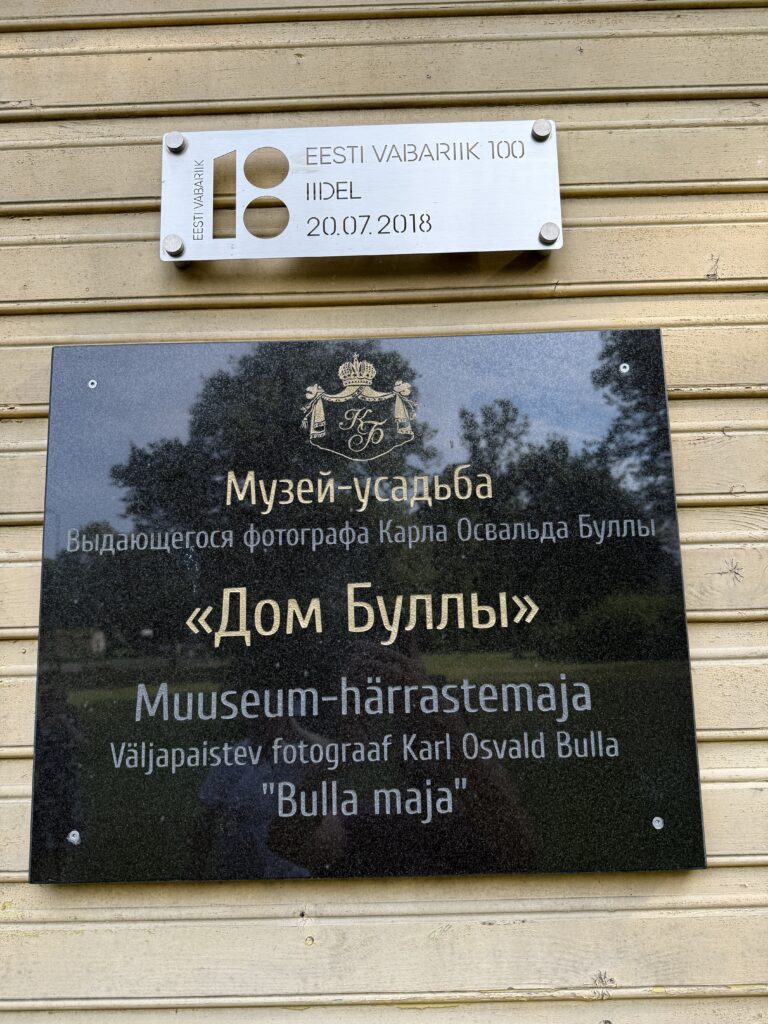 EESTI VABARIIK
100
EESTI VABARIIK 100
IIDEL
20.07.2018
КБ
Музей-усадьба
Выдающегося фотографа Карла Освальда Буллы
«Дом Буллы»
Muuseum-härrastemaja
Väljapaistev fotograaf Karl Osvald Bulla
"Bulla maja"